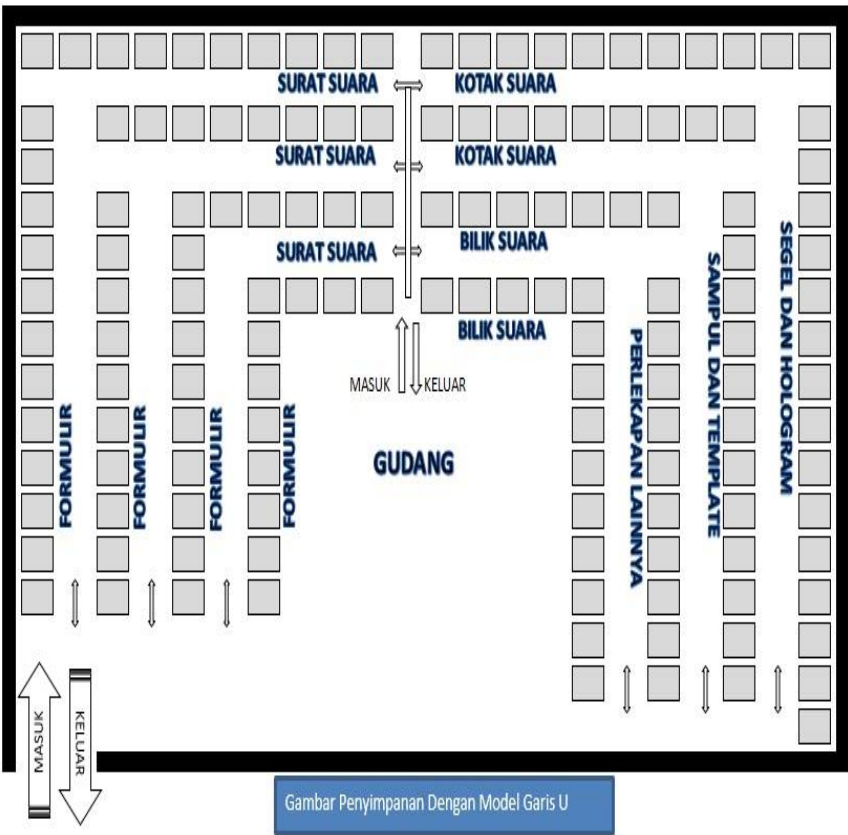 SURAT SUARA
KOTAK SUARA
SURAT SUARA
KOTAK SUARA
SURAT SUARA
BILIK SUARA
BILIK SUARA
MASUK
KELUAR
GUDANG
FORMULIR
FORMULIR
FORMULIR
FORMULIR
PERLEKAPAN LAINNYA
SAMPUL DAN TEMPLATE
SEGEL DAN HOLOGRAM
MASUK
KELUAR
Gambar Penyimpanan Dengan Model Garis U